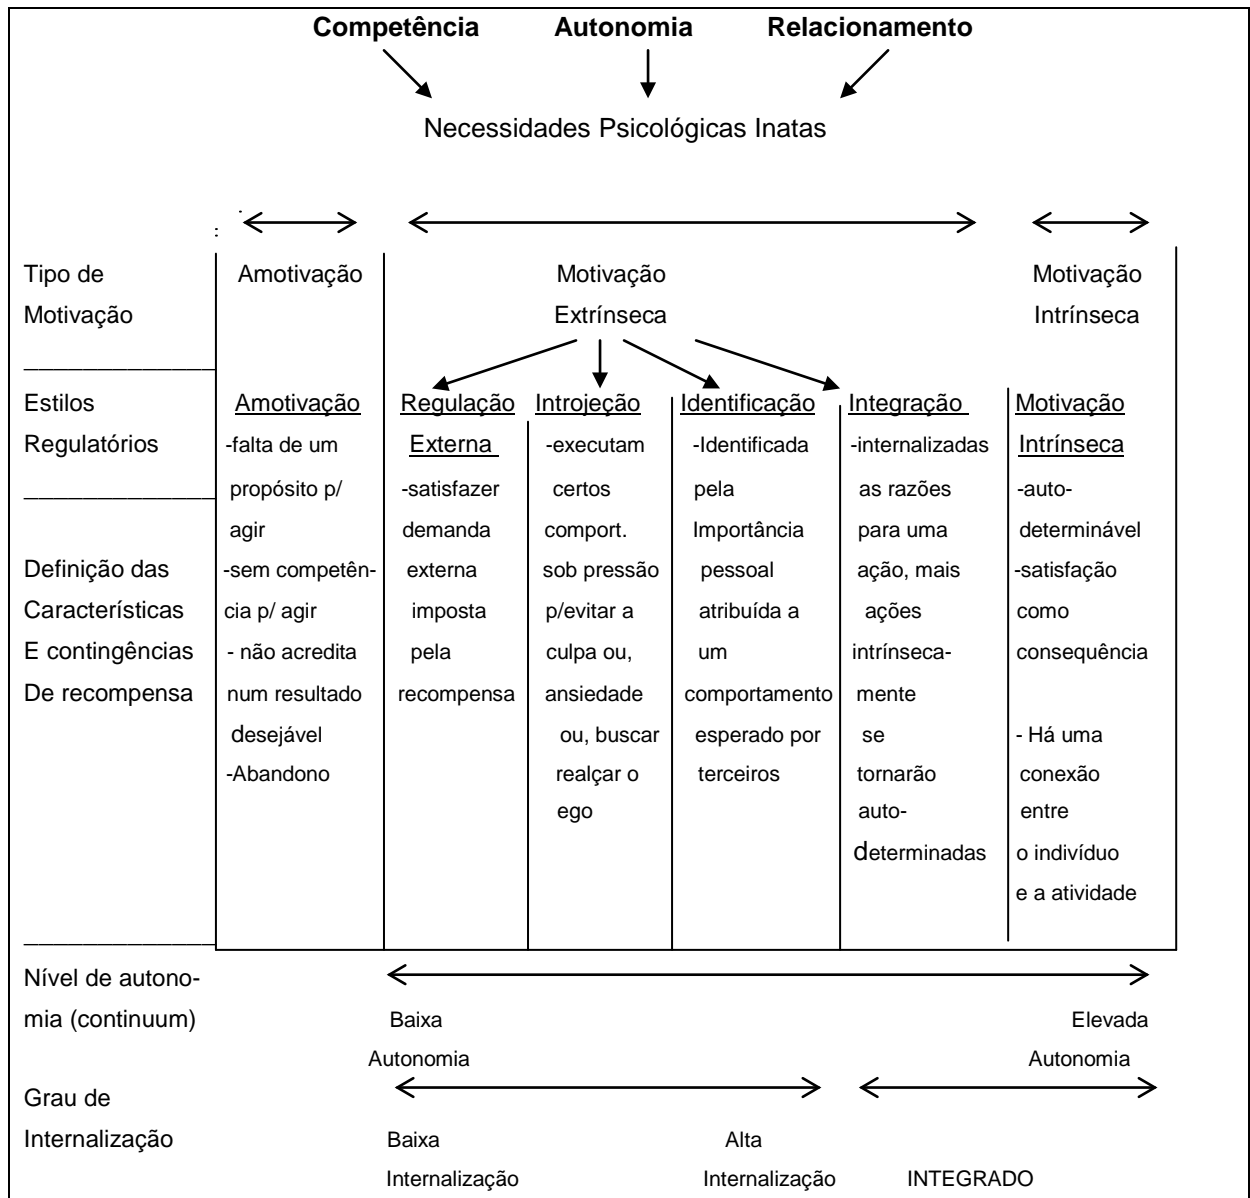 Competência Autonomia Relacionamento
Necessidades Psicológicas Inatas
Tipo de Amotivação Motivação Motivação
Motivação Extrínseca Intrínseca
Estilos Amotivação Regulação Introjeção Identificação Integração Motivação
Regulatórios -falta de um Externa -executam -Identificada -internalizadas Intrínseca
propósito p/ -satisfazer certos pela as razões -auto-
agir demanda comport. Importância para uma determinável
Definição das -sem competên- externa sob pressão pessoal ação, mais -satisfação
Características cia p/ agir imposta p/evitar a atribuída a ações como
E contingências - não acredita pela culpa ou, um intrínseca- consequência
De recompensa num resultado recompensa ansiedade comportamento mente
desejável ou, buscar esperado por se - Há uma
-Abandono realçar o terceiros tornarão conexão
ego auto- entre
determinadas o indivíduo
e a atividade
Nível de autono-
mia (continuum) Baixa Elevada
Autonomia Autonomia
Grau de
Internalização Baixa Alta
Internalização Internalização INTEGRADO